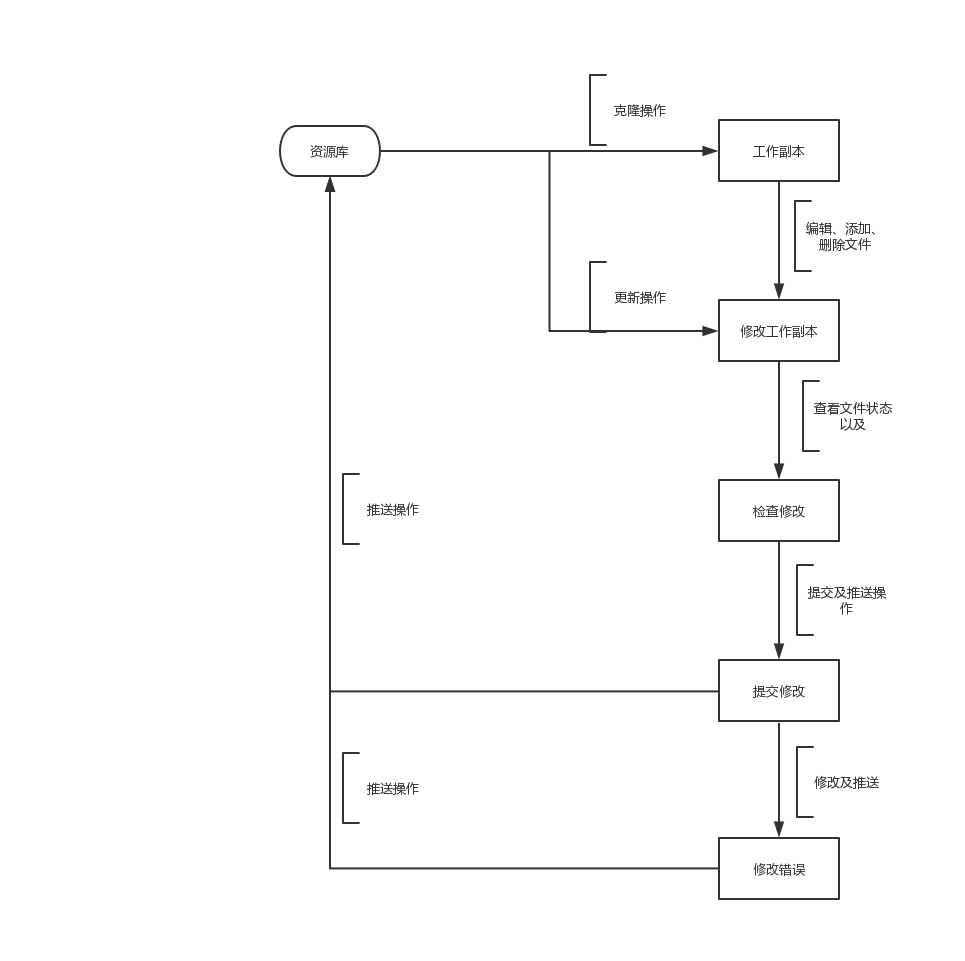 克隆操作
资源库
工作副本
编辑、添加、
删除文件
更新操作
修改工作副本
查看文件状态
以及
推送操作
检查修改
提交及推送操
作
提交修改
推送操作
修改及推送
修改错误